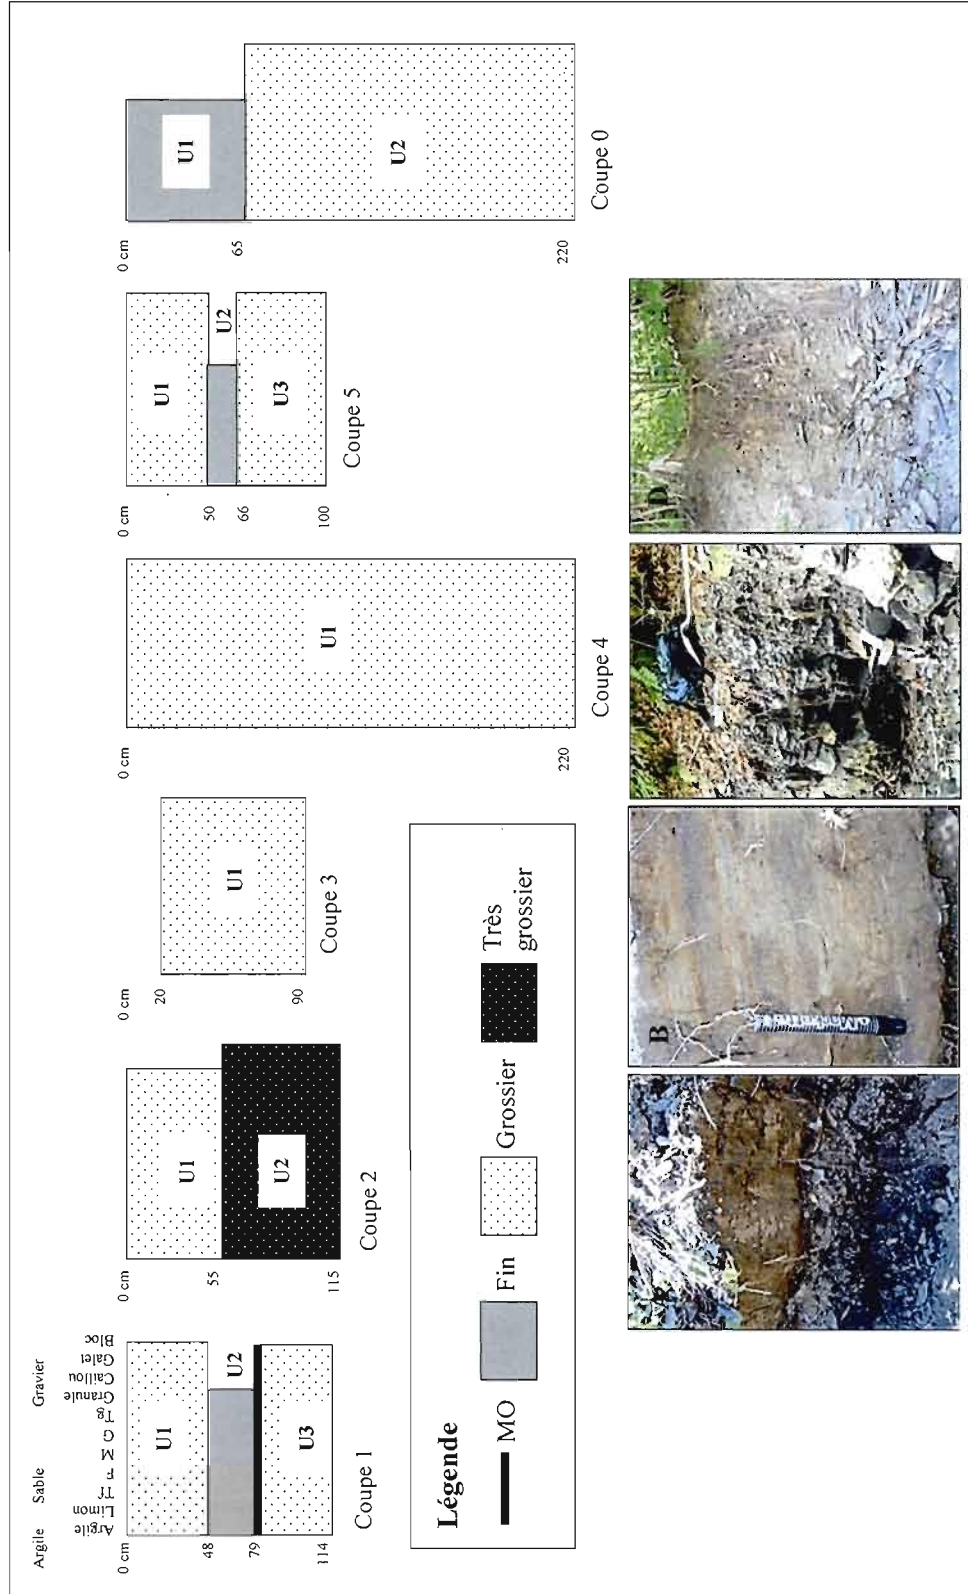 Argile Sable Gravier
Argile Limon Tf F M G Tg Granule Caillou Galet Bloc
0 cm
48
79
114
U1
U2
U3
Coupe 1
0 cm
55
115
U1
U2
Coupe 2
0 cm
20
90
U1
Coupe 3
0 cm
220
U1
Coupe 4
0 cm
50
66
100
U1
U2
U3
Coupe 5
0 cm
65
220
U1
U2
Coupe 0
Légende
MO
Fin
Grossier
Très
grossier
B
D